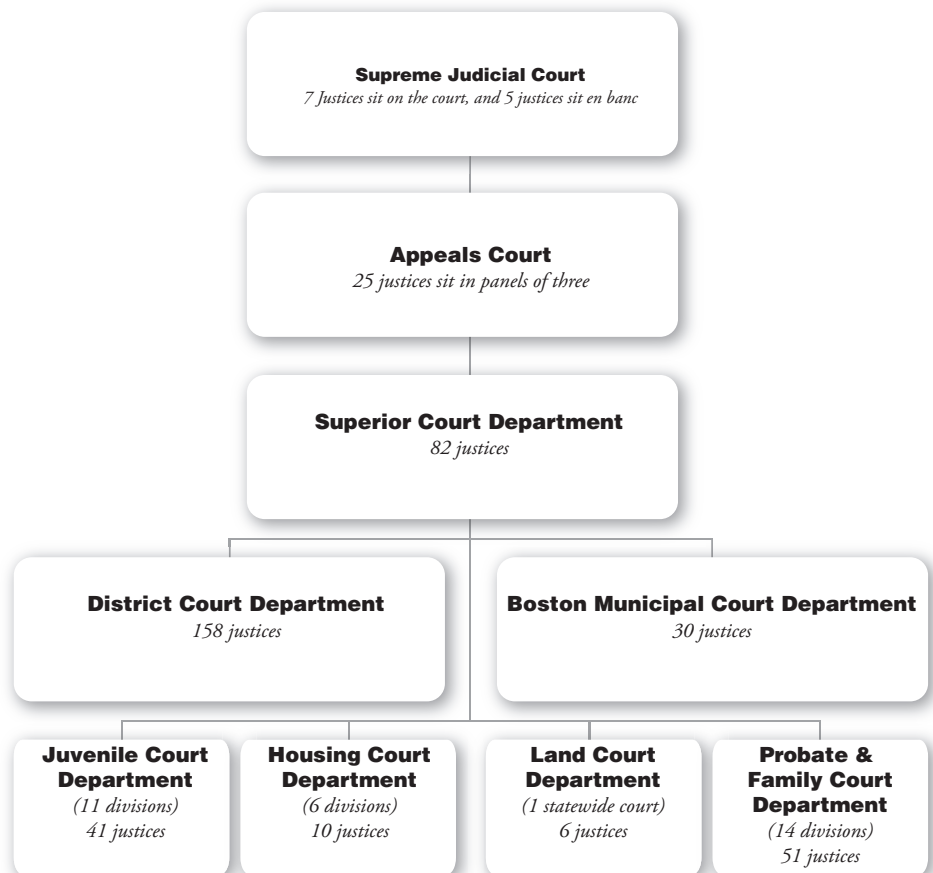 Supreme Judicial Court
7 Justices sit on the court, and 5 justices sit en banc
Appeals Court
25 justices sit in panels of three
Superior Court Department
82 justices
District Court Department
158 justices
Boston Municipal Court Department
30 justices
Juvenile Court
Department
(11 divisions)
41 justices
Housing Court
Department
(6 divisions)
10 justices
Land Court
Department
(1 statewide court)
6 justices
Probate &
Family Court
Department
(14 divisions)
51 justices